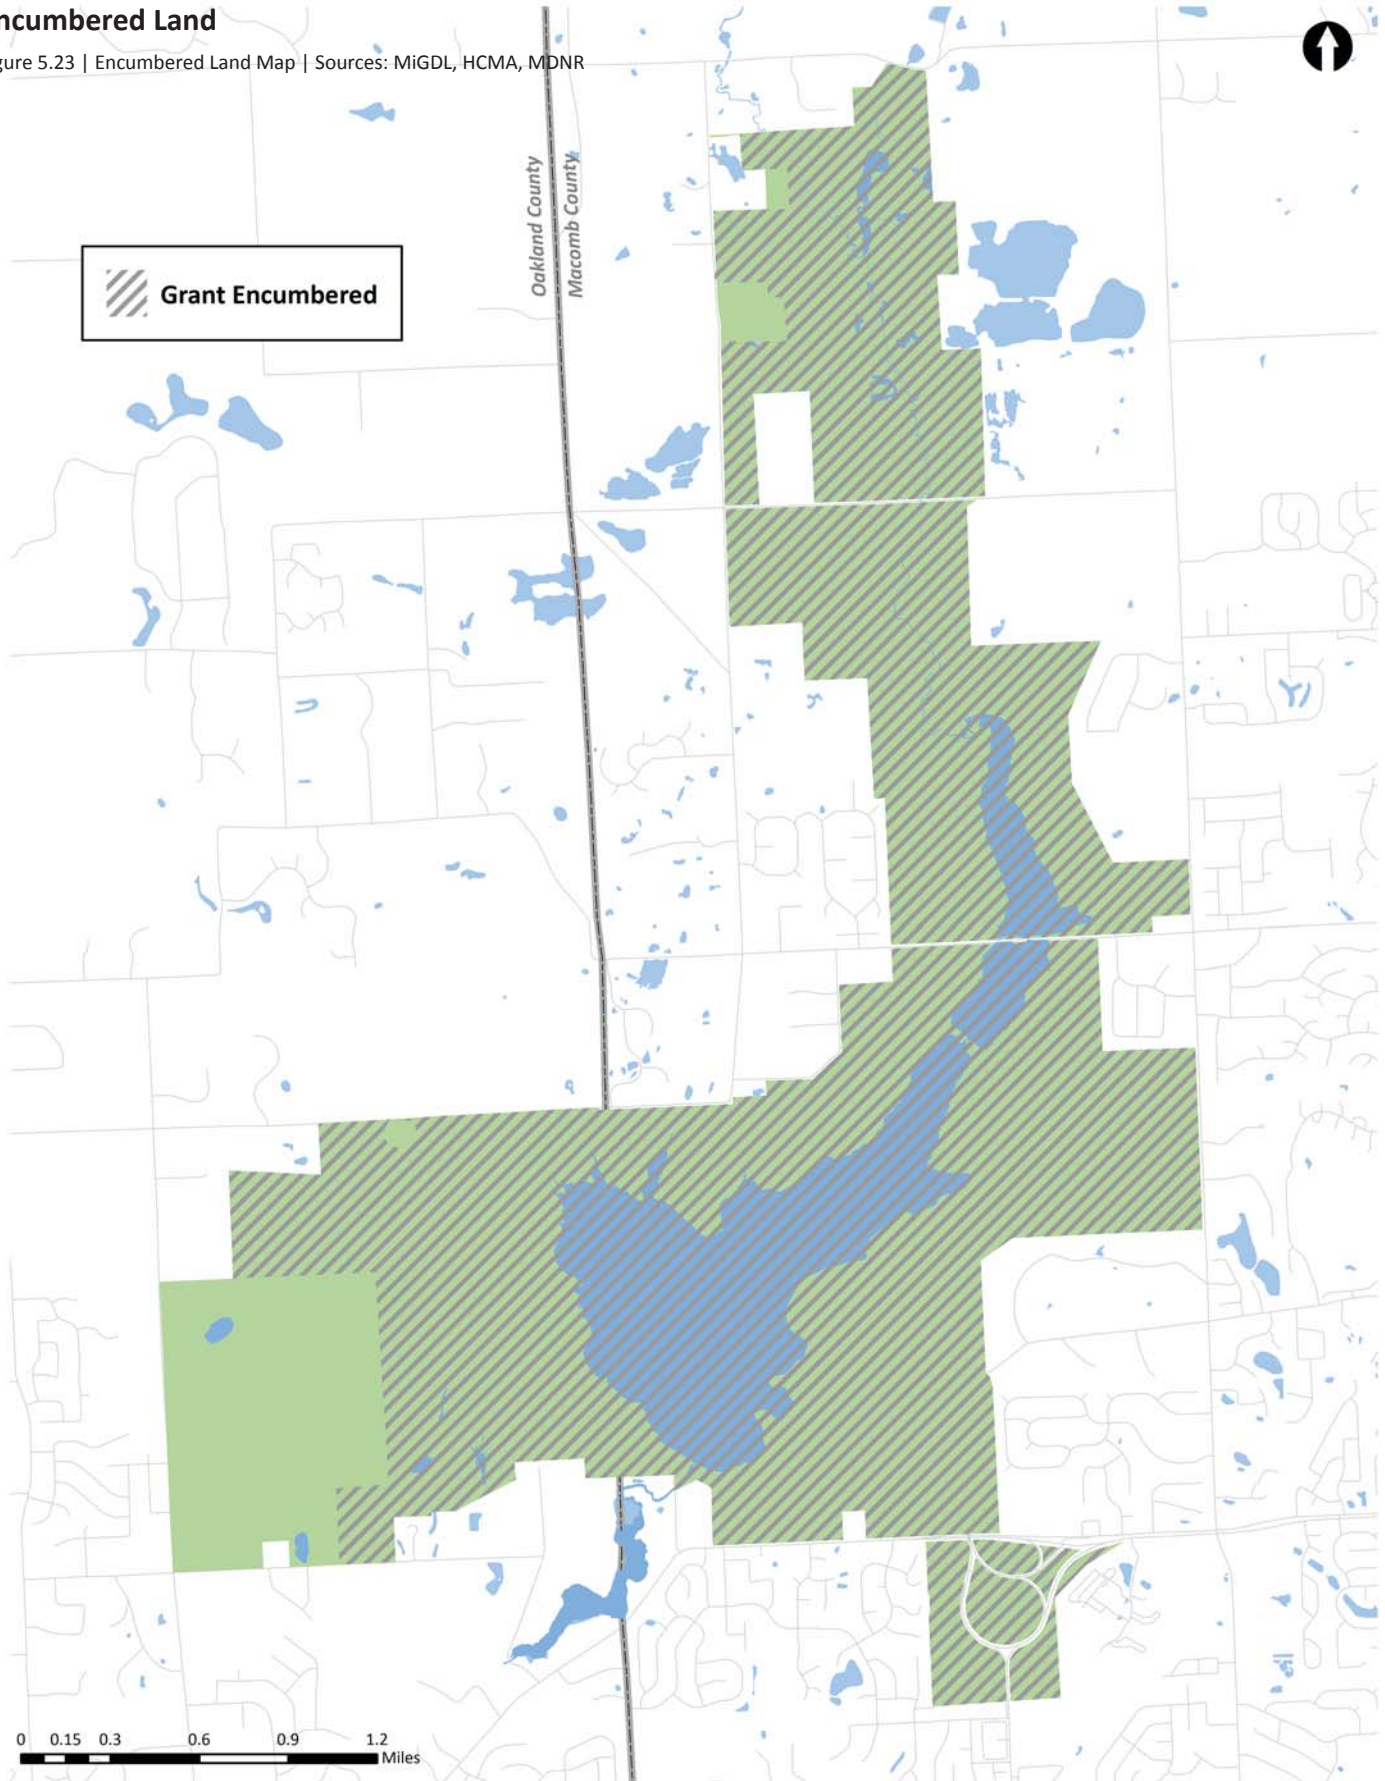 ncumbered Land
gure 5.23 | Encumbered Land Map | Sources: MiGDL, HCMA, MDNR
Oakland County
Macomb County
Grant Encumbered
0 0.15 0.3 0.6 0.9 1.2
Miles